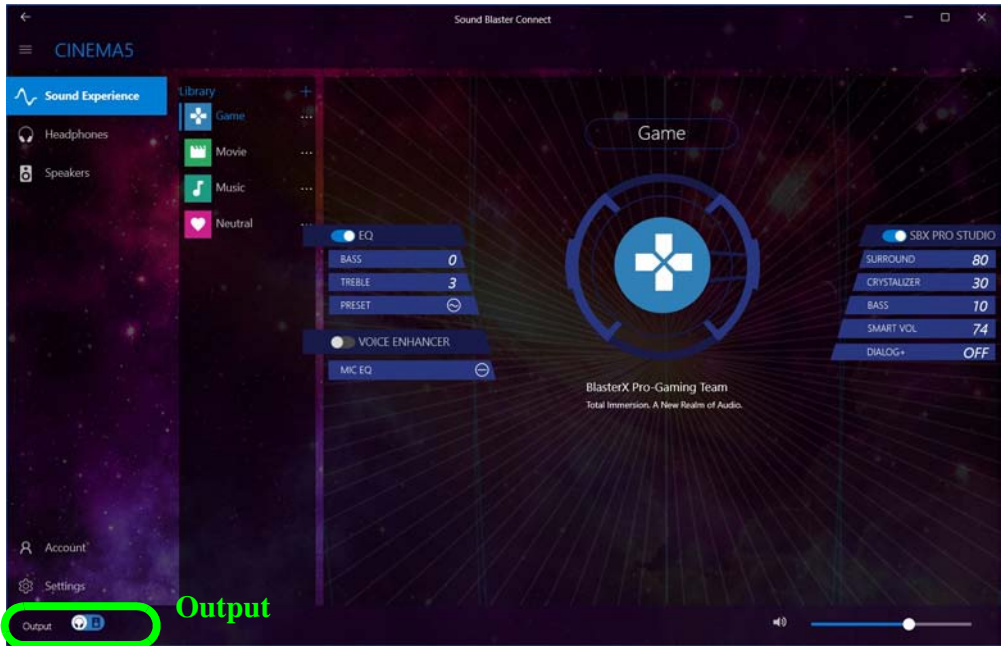 Sound Blaster Connect
CINEMA5
Sound Experience
Headphones
Speakers
Library +
Game ...
Movie ...
Music ...
Neutral ...
Game
EQ
BASS 0
TREBLE 3
PRESET
VOICE ENHANCER
MIC EQ
SBX PRO STUDIO
SURROUND 80
CRYSTALIZER 30
BASS 10
SMART VOL 74
DIALOG+ OFF
BlasterX Pro-Gaming Team
Total Immersion. A New Realm of Audio.
Account
Settings
Output
Output